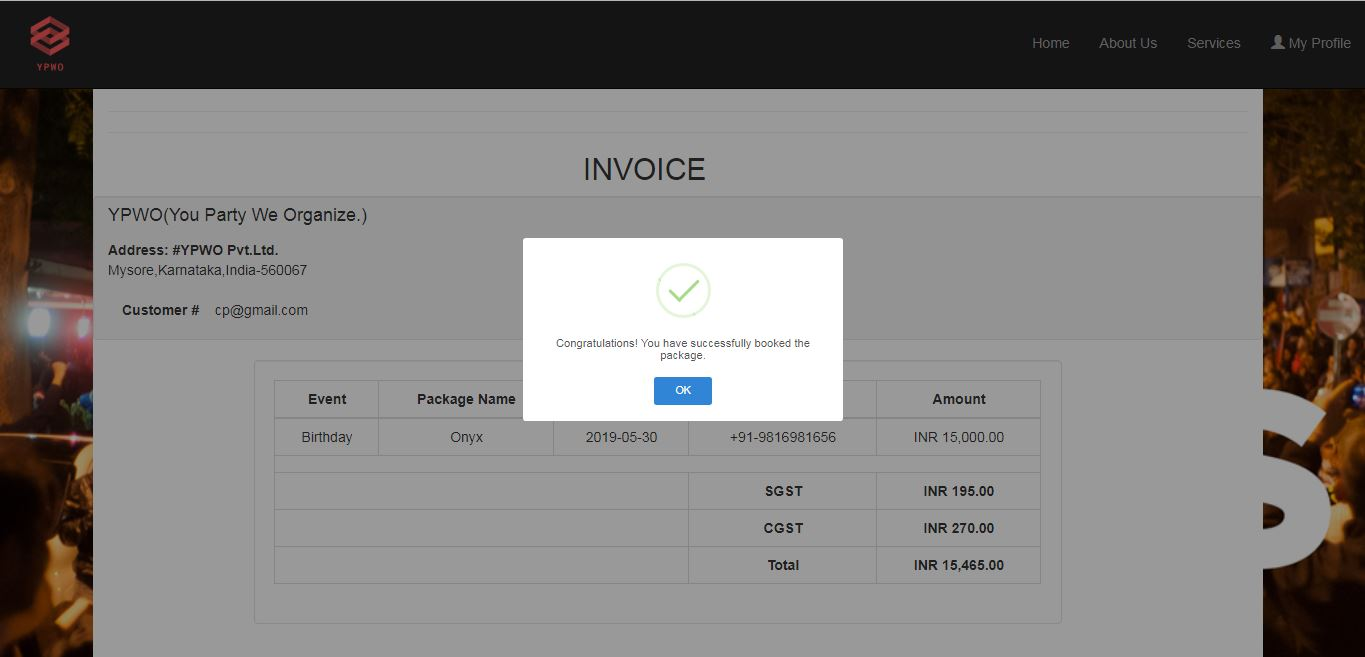 YPWO
Home About Us Services My Profile
INVOICE
YPWO(You Party We Organize.)
Address: #YPWO Pvt.Ltd.
Mysore,Karnataka,India-560067
Customer # cp@gmail.com
Congratulations! You have successfully booked the
package.
OK
Event Package Name Amount
Birthday Onyx 2019-05-30 +91-9816981656 INR 15,000.00
SGST INR 195.00
CGST INR 270.00
Total INR 15,465.00
S